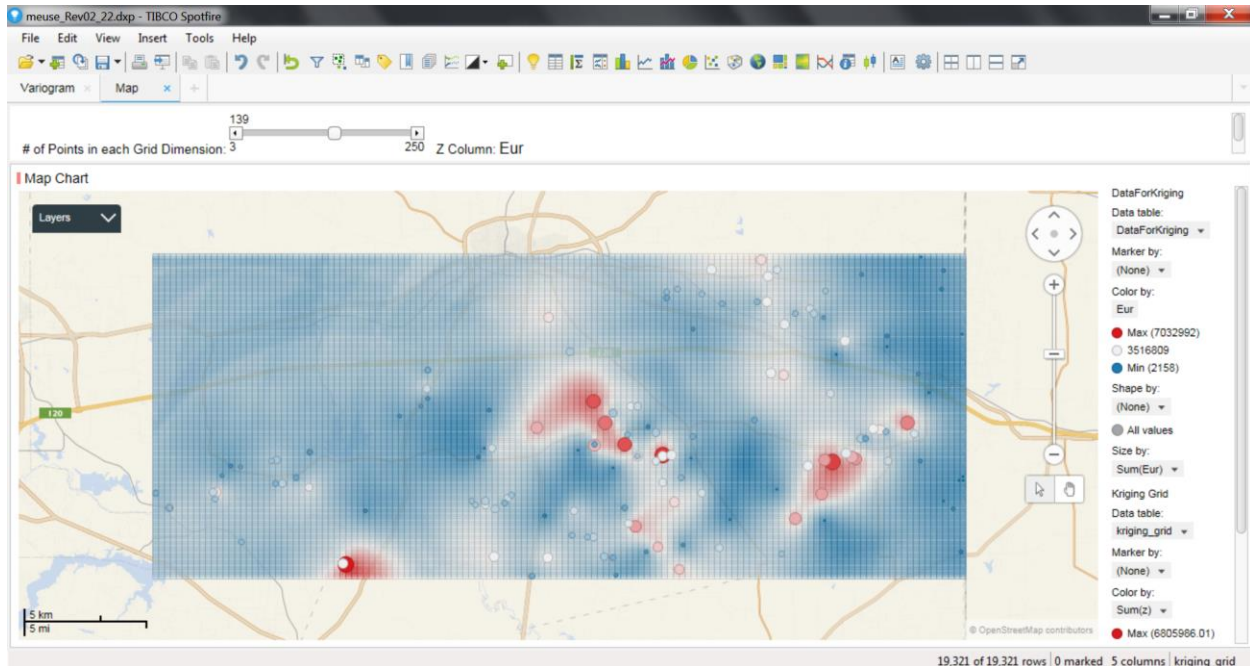 meuse_Rev02_22.dxp - TIBCO Spotfire
File Edit View Insert Tools Help
Variogram Map
139
# of Points in each Grid Dimension: 3 250 Z Column: Eur
Map Chart
Layers
120
5 km
5 mi
© OpenStreetMap contributors
DataForKriging
Data table:
DataForKriging
Marker by:
(None)
Color by:
Eur
Max (7032992)
3516809
Min (2158)
Shape by:
(None)
All values
Size by:
Sum(Eur)
Kriging Grid
Data table:
kriging_grid
Marker by:
(None)
Color by:
Sum(z)
Max (6805986.01)
19.321 of 19.321 rows 0 marked 5 columns kriging_grid